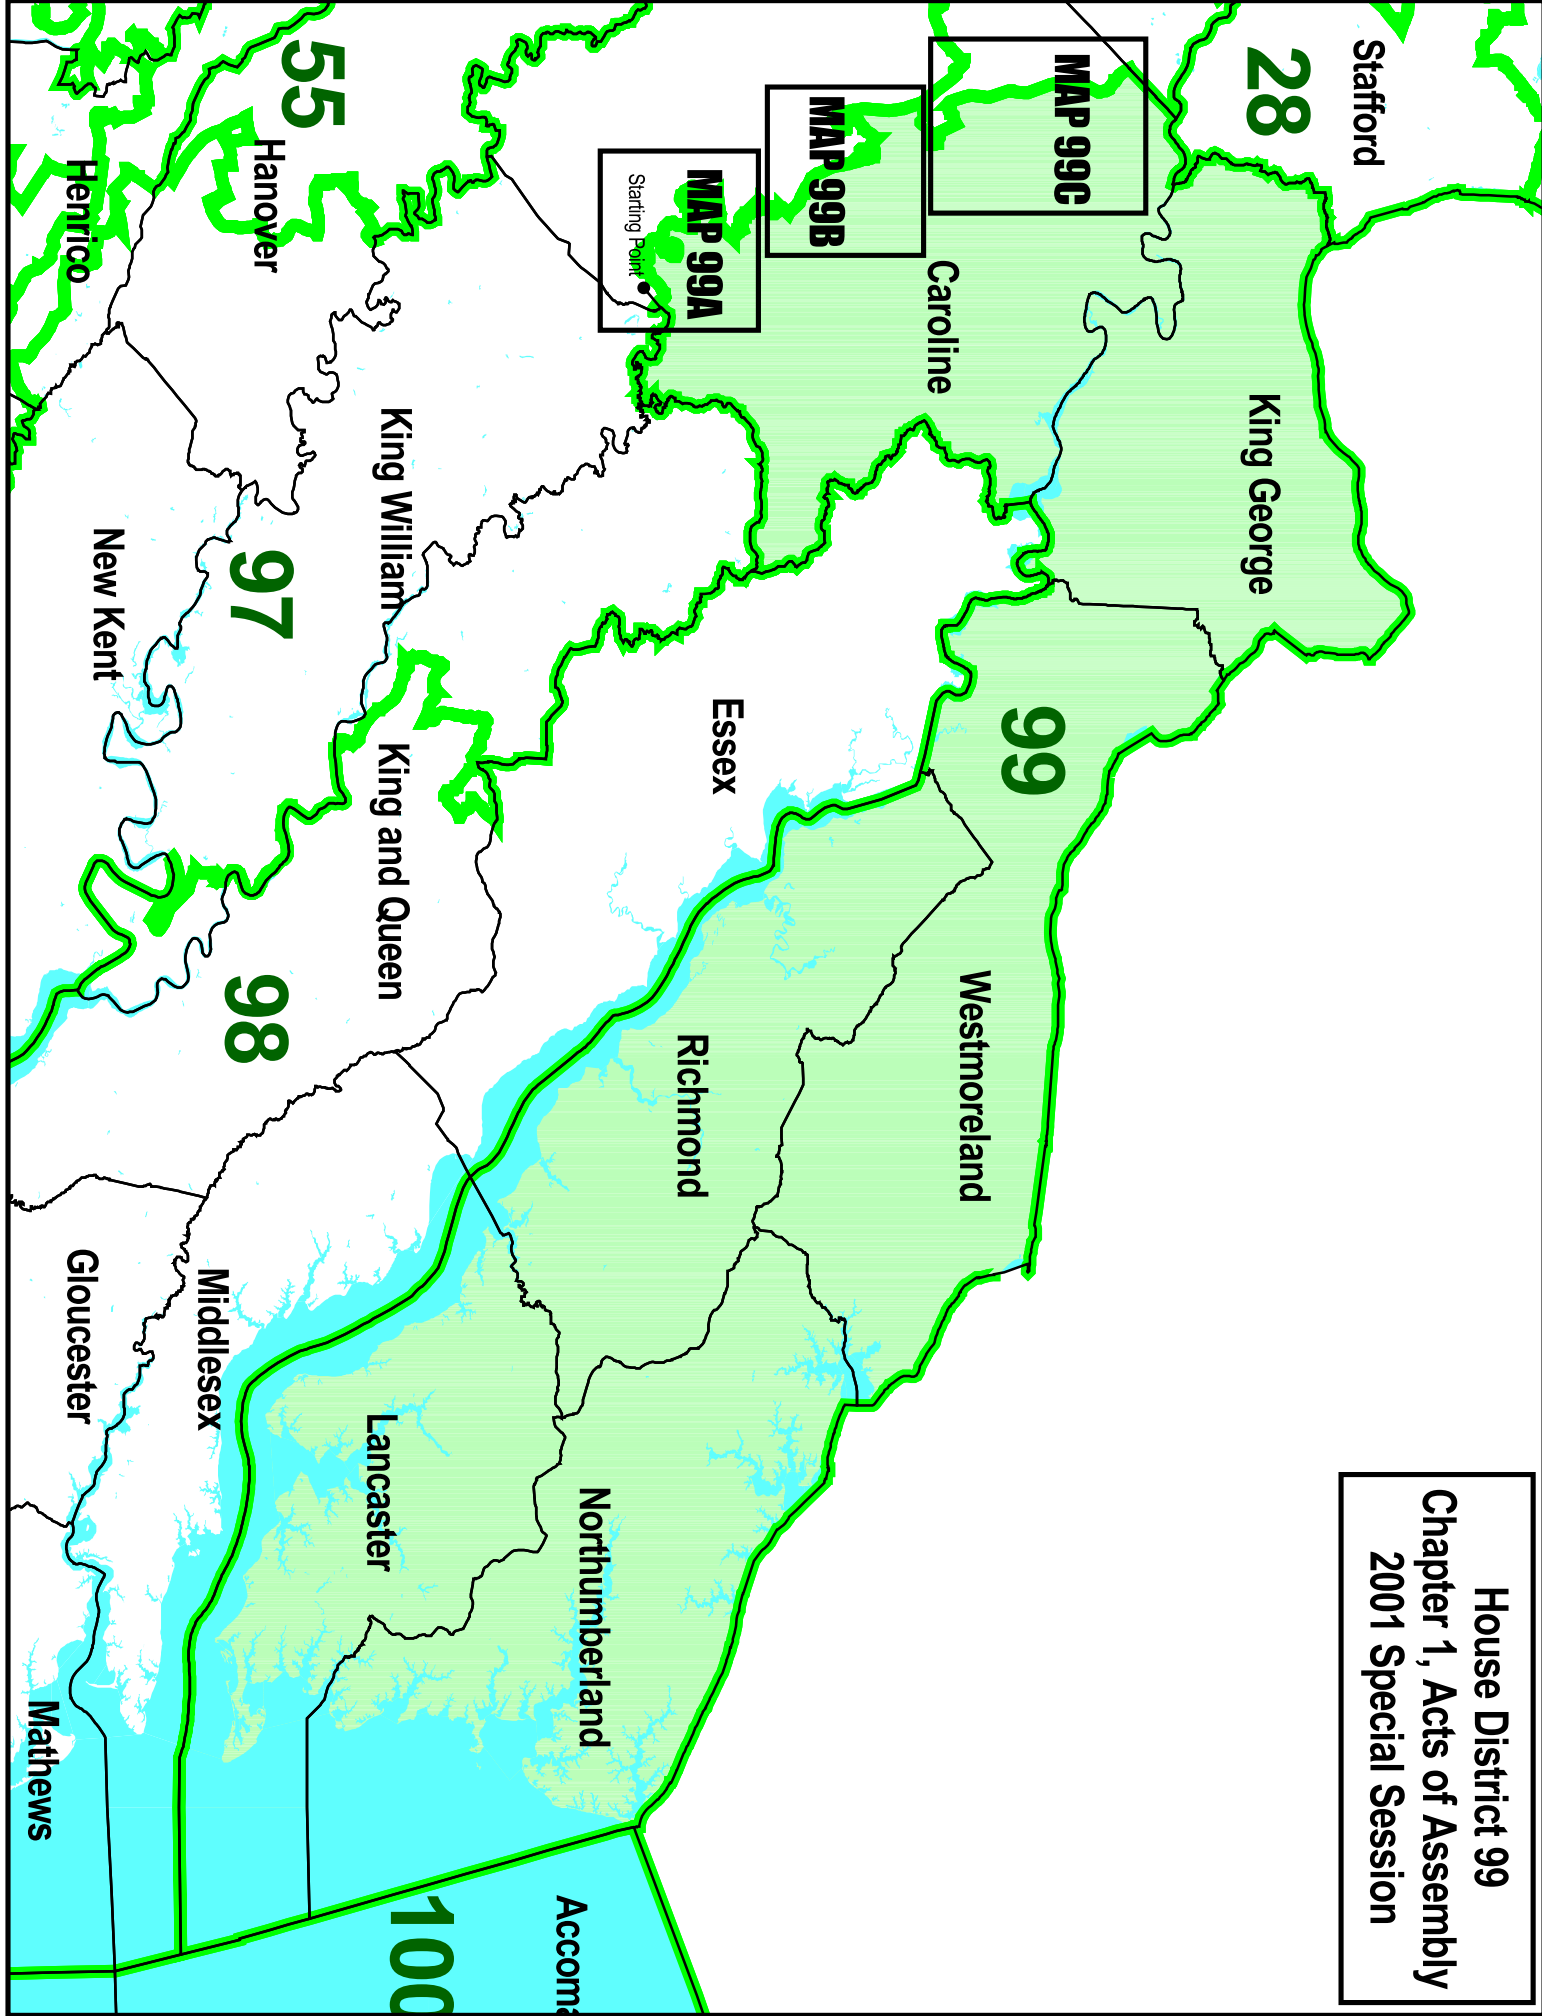 House District 99
Chapter 1, Acts of Assembly
2001 Special Session
Stafford
28
King George
MAP 99C
Caroline
MAP 99B
MAP 99A
Starting Point
99
Westmoreland
Essex
Richmond
Northumberland
Lancaster
King William
King and Queen
55
Hanover
Henrico
97
New Kent
98
Middlesex
Gloucester
Mathews
Accoma
100